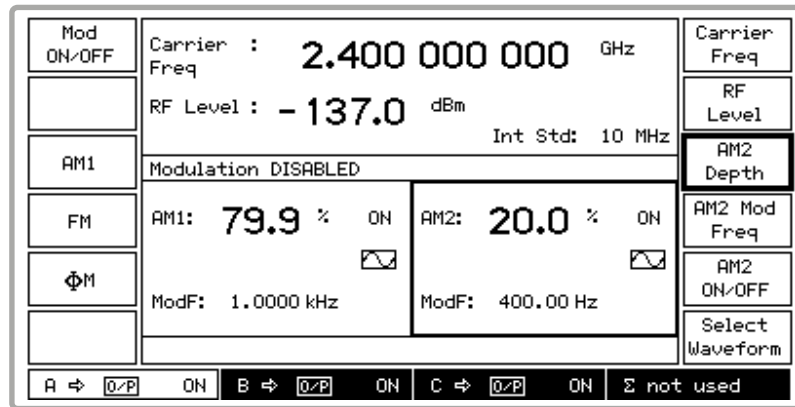 Mod
ON/OFF
AM1
FM
ΦM
Carrier :
Freq
2.400 000 000 GHz
RF Level : -137.0 dBm
Int Std: 10 MHz
Modulation DISABLED
AM1: 79.9 % ON
ModF: 1.0000 kHz
AM2: 20.0 % ON
ModF: 400.00 Hz
Carrier
Freq
RF
Level
AM2
Depth
AM2 Mod
Freq
AM2
ON/OFF
Select
Waveform
A ⇨ O/P ON B ⇨ O/P ON C ⇨ O/P ON Σ not used